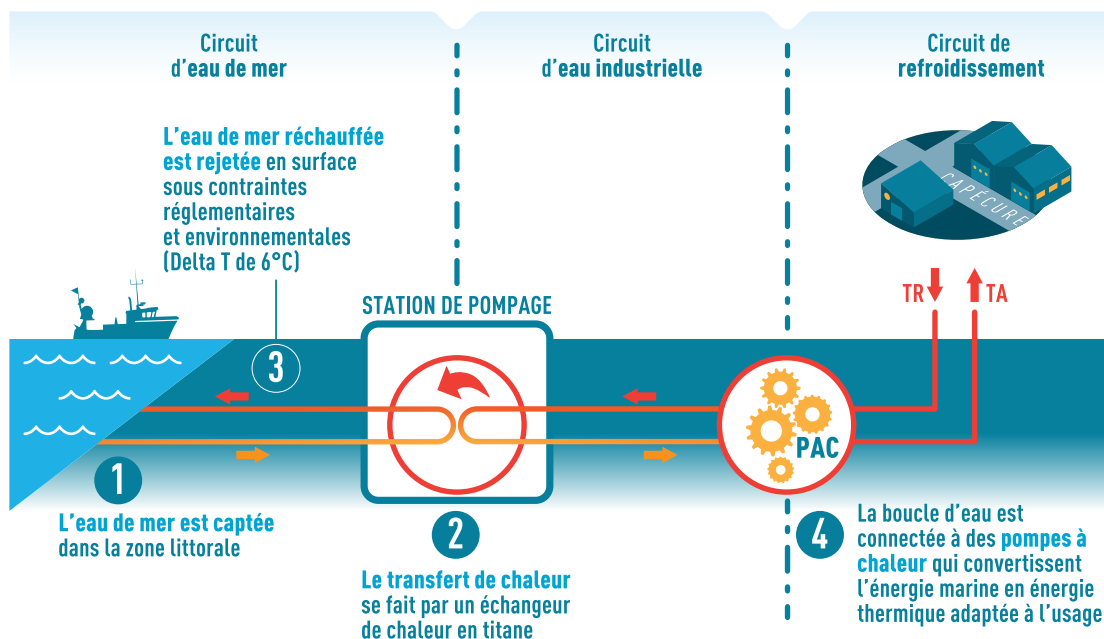 Circuit
d'eau de mer
Circuit
d'eau industrielle
Circuit de
refroidissement
L'eau de mer réchauffée
est rejetée en surface
sous contraintes
réglementaires
et environnementales
(Delta T de 6°C)
CAPÉCURE
STATION DE POMPAGE
TR
TA
3
PAC
1
L'eau de mer est captée
dans la zone littorale
2
Le transfert de chaleur
se fait par un échangeur
de chaleur en titane
4
La boucle d'eau est
connectée à des pompes à
chaleur qui convertissent
l'énergie marine en énergie
thermique adaptée à l'usage